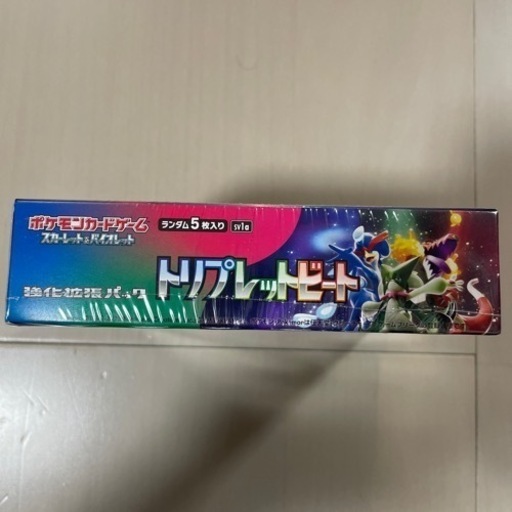 ポケモンカードゲーム
スカーレット&バイオレット
ランダム5枚入り sv1a
強化拡張パック
トリプレットビート